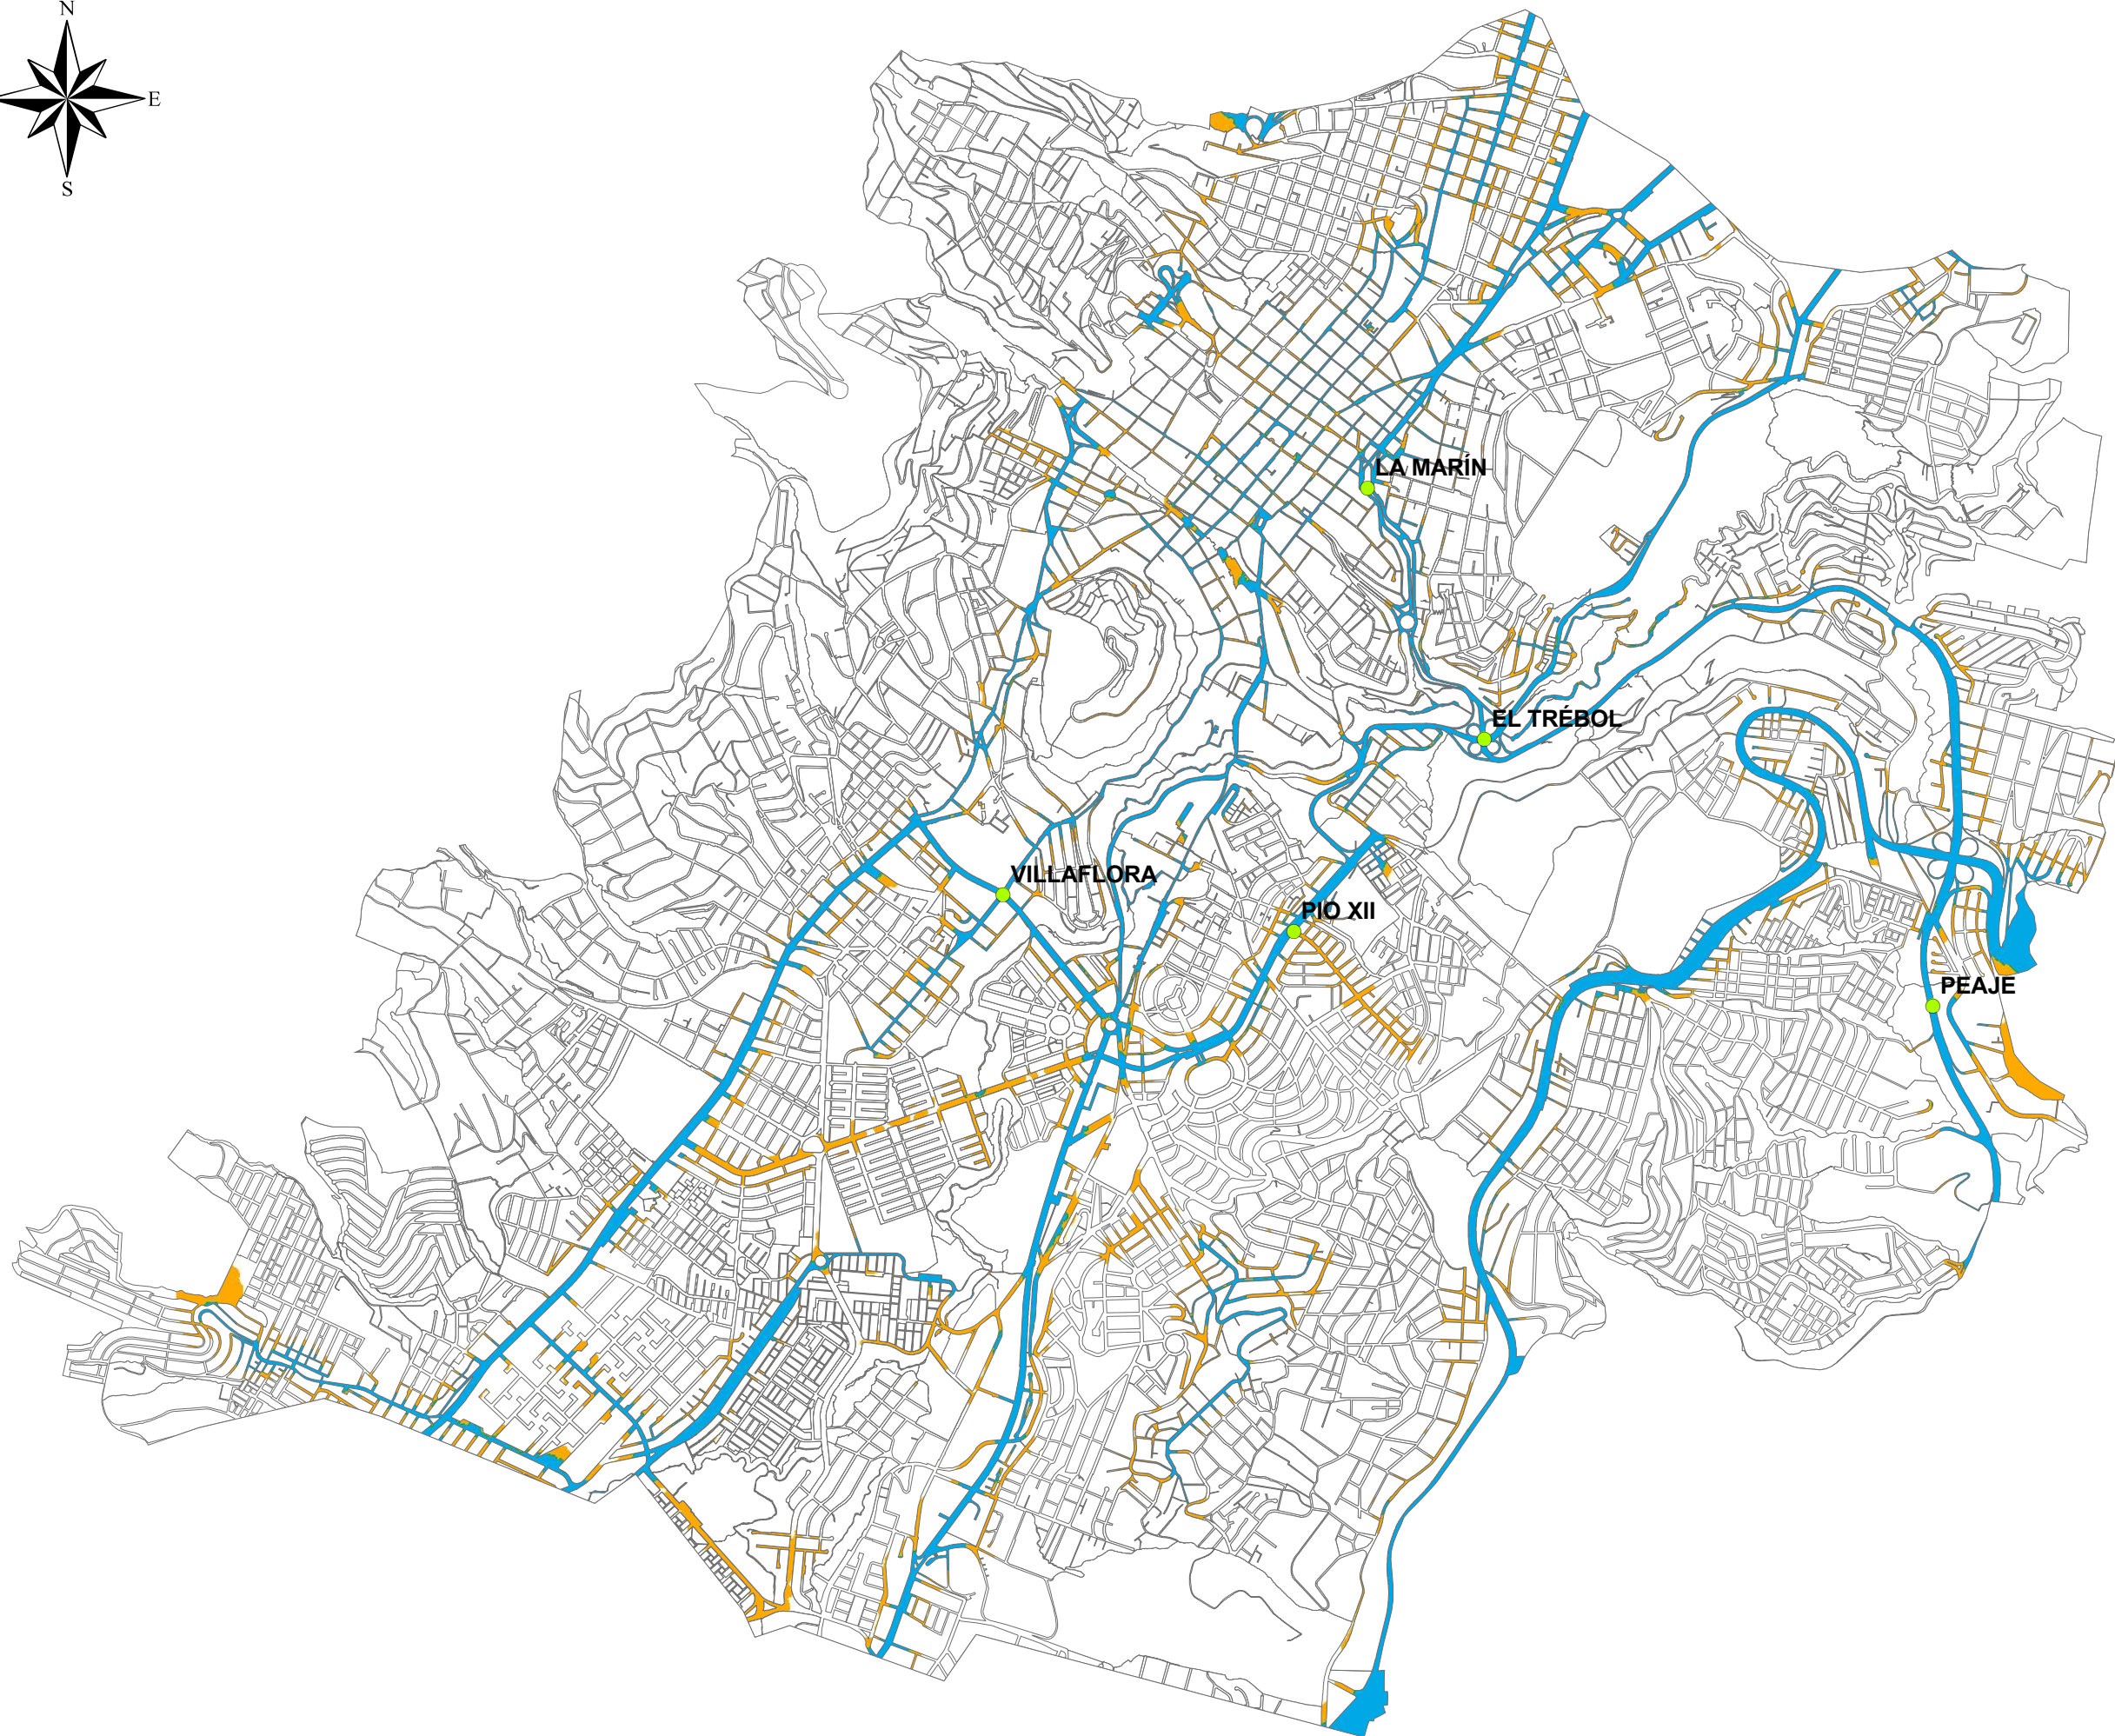 N
E
S
LA MARÍN
EL TRÉBOL
VILLAFLORA
PIO XII
PEAJE